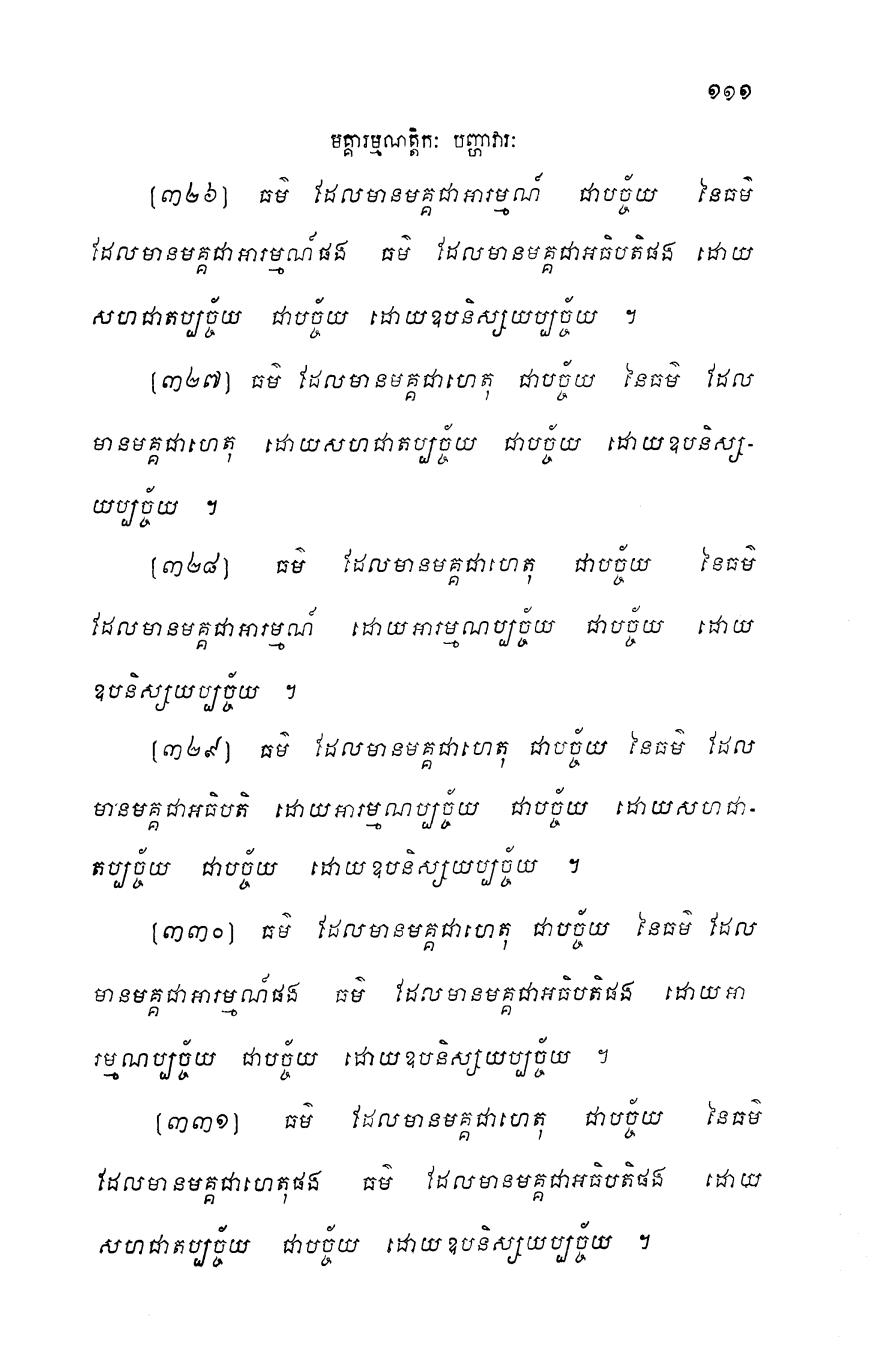 ១១១
មគ្គារម្មណត្តិកៈ បញ្ហាវារៈ
(៣២៦) ធម៌ ដែលមានមគ្គជាអារម្មណ៍ ជាបច្ច័យ នៃធម៌
ដែលមានមគ្គជាអារម្មណ៍ផង ធម៌ ដែលមានមគ្គជាអធិបតិផង ដោយ
សហជាតប្បច្ច័យ ជាបច្ច័យ ដោយឧបនិស្សយប្បច្ច័យ ។
(៣២៧) ធម៌ ដែលមានមគ្គជាហេតុ ជាបច្ច័យ នៃធម៌ ដែល
មានមគ្គជាហេតុ ដោយសហជាតប្បច្ច័យ ជាបច្ច័យ ដោយឧបនិស្ស-
យប្បច្ច័យ ។
(៣២៨) ធម៌ ដែលមានមគ្គជាហេតុ ជាបច្ច័យ នៃធម៌
ដែលមានមគ្គជាអារម្មណ៍ ដោយអារម្មណប្បច្ច័យ ជាបច្ច័យ ដោយ
ឧបនិស្សយប្បច្ច័យ ។
(៣២៩) ធម៌ ដែលមានមគ្គជាហេតុ ជាបច្ច័យ នៃធម៌ ដែល
មានមគ្គជាអធិបតិ ដោយអារម្មណប្បច្ច័យ ជាបច្ច័យ ដោយសហជា-
តប្បច្ច័យ ជាបច្ច័យ ដោយឧបនិស្សយប្បច្ច័យ ។
(៣៣០) ធម៌ ដែលមានមគ្គជាហេតុ ជាបច្ច័យ នៃធម៌ ដែល
មានមគ្គជាអារម្មណ៍ផង ធម៌ ដែលមានមគ្គជាអធិបតិផង ដោយអា
រម្មណប្បច្ច័យ ជាបច្ច័យ ដោយឧបនិស្សយប្បច្ច័យ ។
(៣៣១) ធម៌ ដែលមានមគ្គជាហេតុ ជាបច្ច័យ នៃធម៌
ដែលមានមគ្គជាហេតុផង ធម៌ ដែលមានមគ្គជាអធិបតិផង ដោយ
សហជាតប្បច្ច័យ ជាបច្ច័យ ដោយឧបនិស្សយប្បច្ច័យ ។